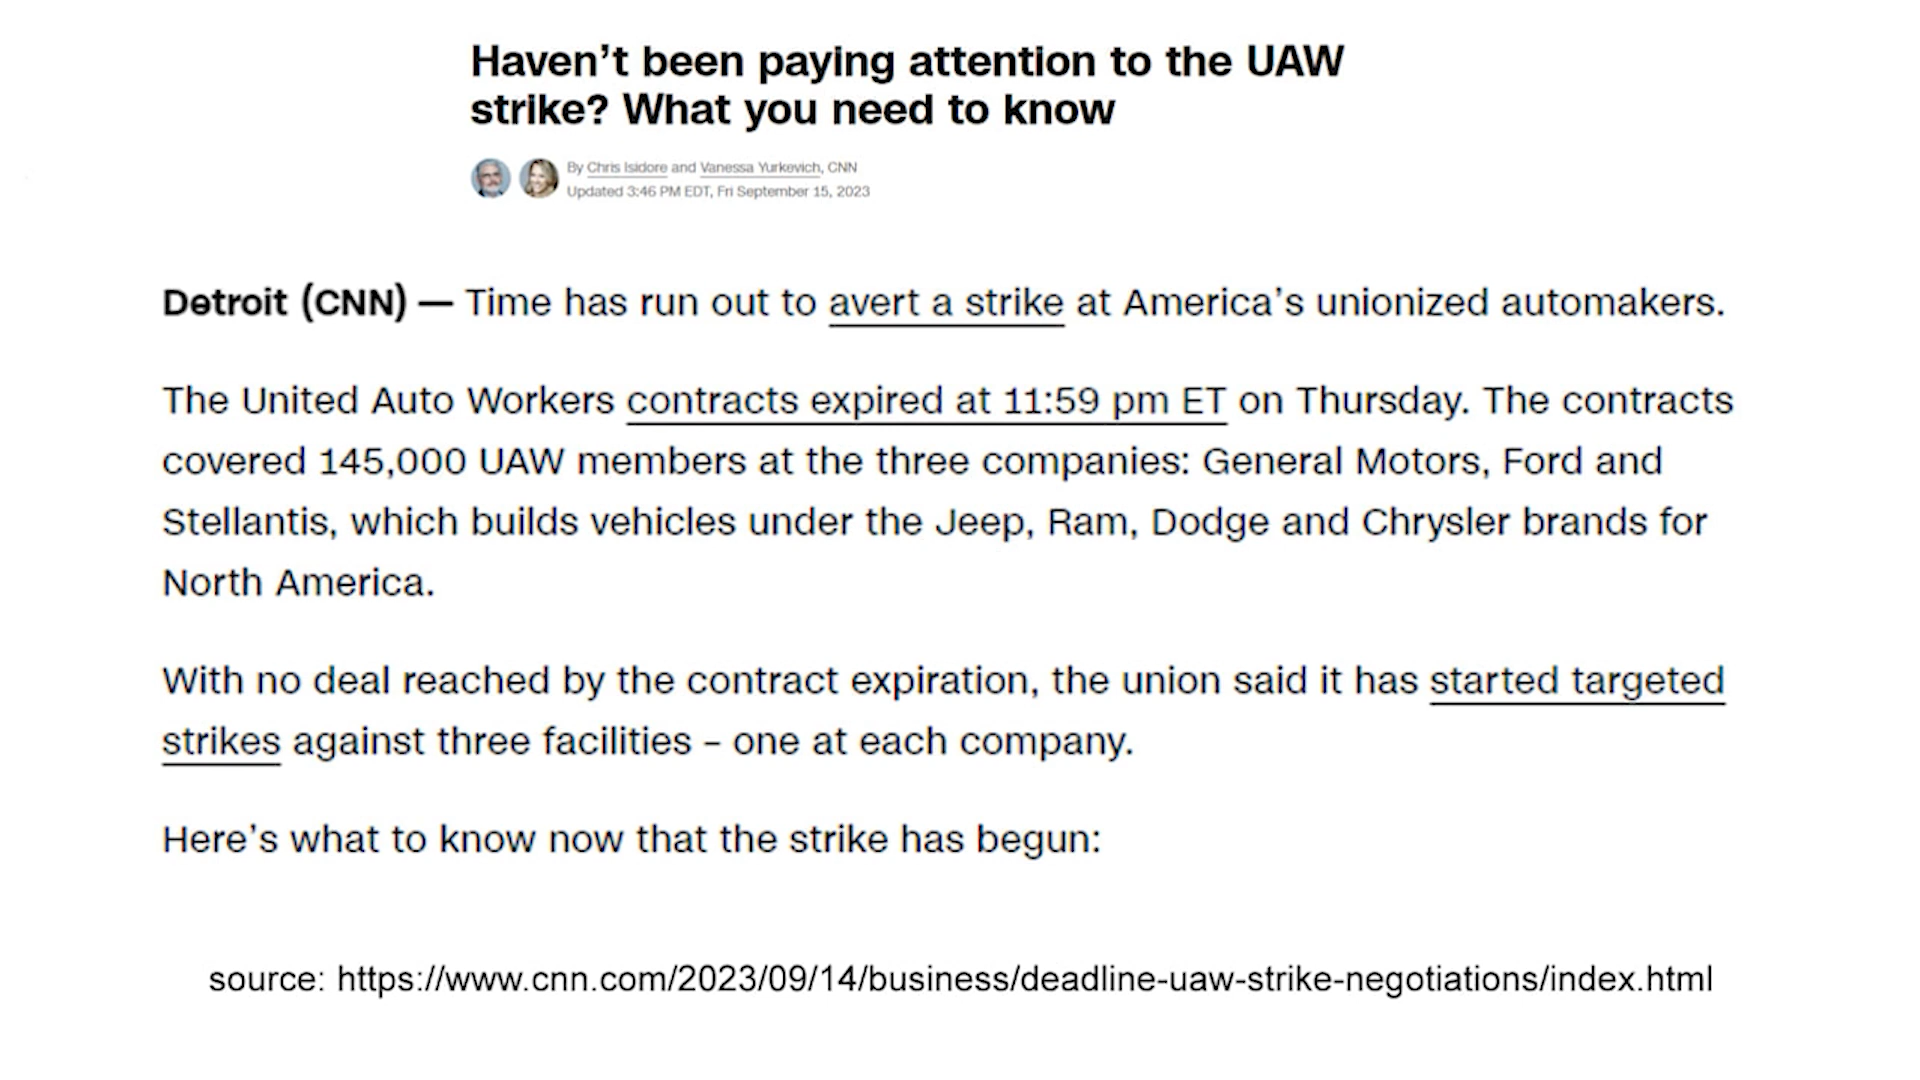 Haven’t been paying attention to the UAW
strike? What you need to know
By Chris Isidore and Vanessa Yurkevich, CNN
Updated 3:46 PM EDT, Fri September 15, 2023
Detroit (CNN) — Time has run out to avert a strike at America’s unionized automakers.
The United Auto Workers contracts expired at 11:59 pm ET on Thursday. The contracts
covered 145,000 UAW members at the three companies: General Motors, Ford and
Stellantis, which builds vehicles under the Jeep, Ram, Dodge and Chrysler brands for
North America.
With no deal reached by the contract expiration, the union said it has started targeted
strikes against three facilities – one at each company.
Here’s what to know now that the strike has begun:
source: https://www.cnn.com/2023/09/14/business/deadline-uaw-strike-negotiations/index.html